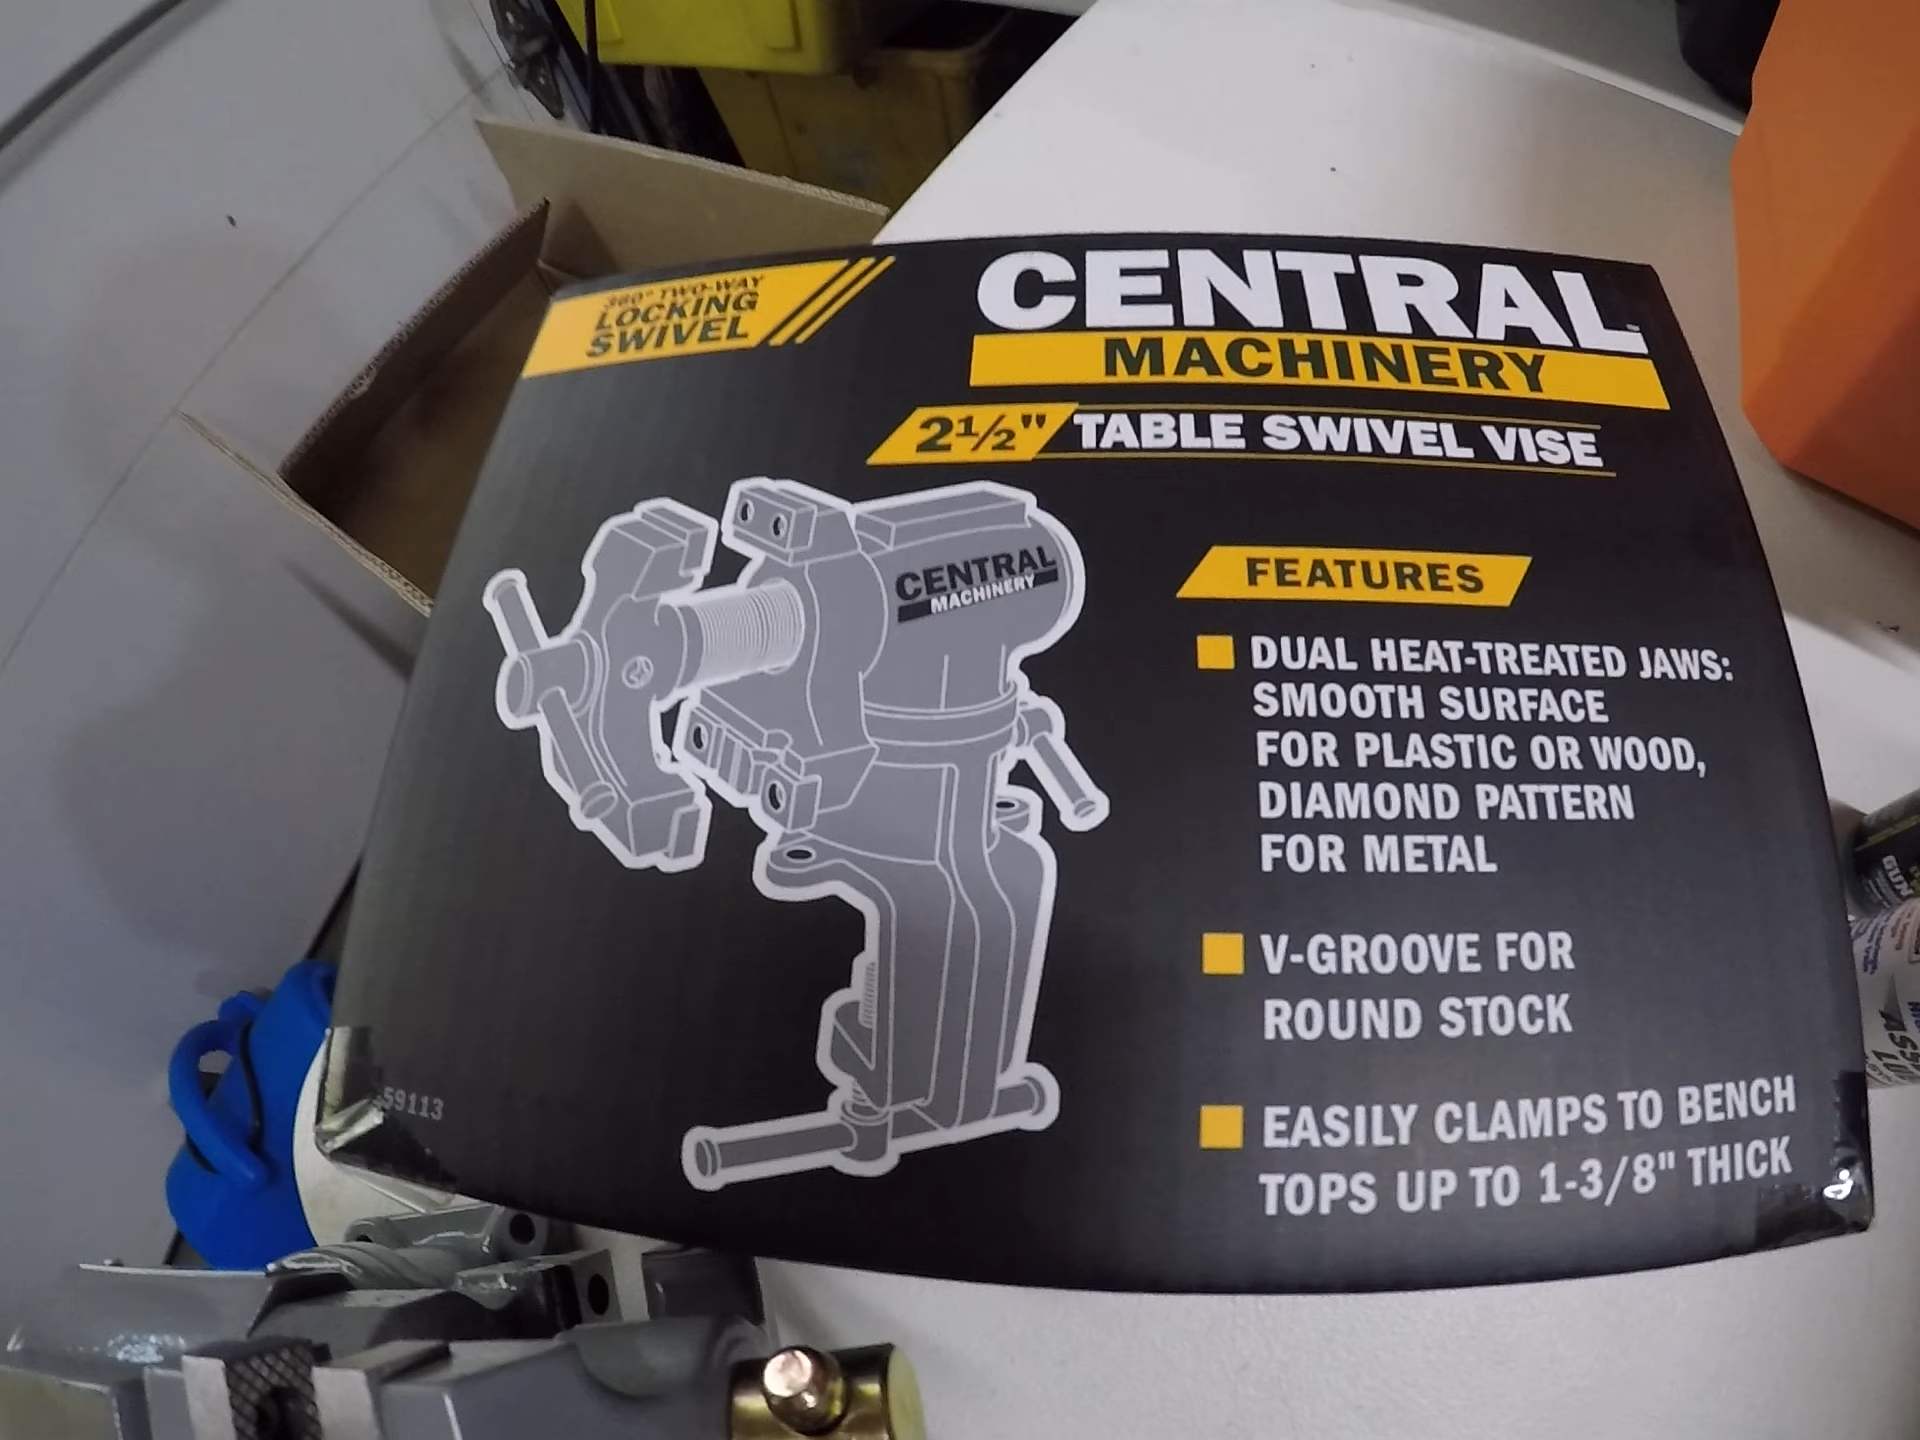 360° TWO-WAY
LOCKING
SWIVEL
CENTRAL™
MACHINERY
2½" TABLE SWIVEL VISE
CENTRAL
MACHINERY
FEATURES
DUAL HEAT-TREATED JAWS:
SMOOTH SURFACE
FOR PLASTIC OR WOOD,
DIAMOND PATTERN
FOR METAL
V-GROOVE FOR
ROUND STOCK
EASILY CLAMPS TO BENCH
TOPS UP TO 1-3/8" THICK
59113
GUN